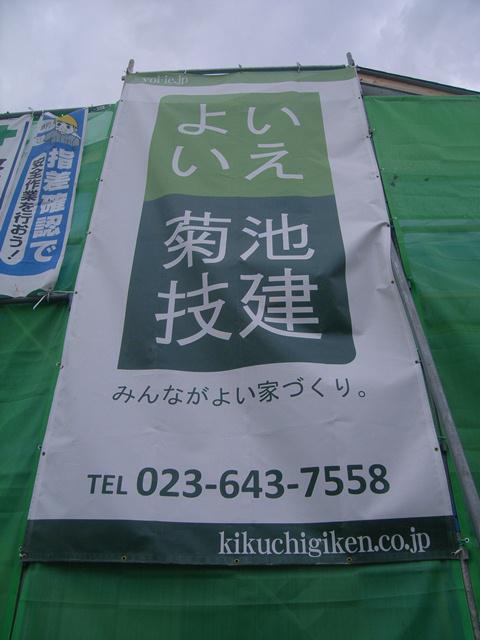 yoi-ie.jp
よい
いえ
菊池
技建
みんながよい家づくり。
TEL 023-643-7558
kikuchigiken.co.jp
指差確認で
安全作業を行おう!